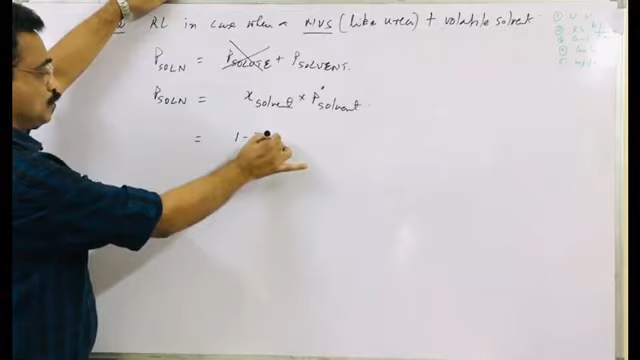 RL in case when a NVS (like urea) + volatile solvent.
P_SOLN = P_SOLUTE + P_SOLVENT.
P_SOLN = x_solvent × P°_solvent.
= 1-